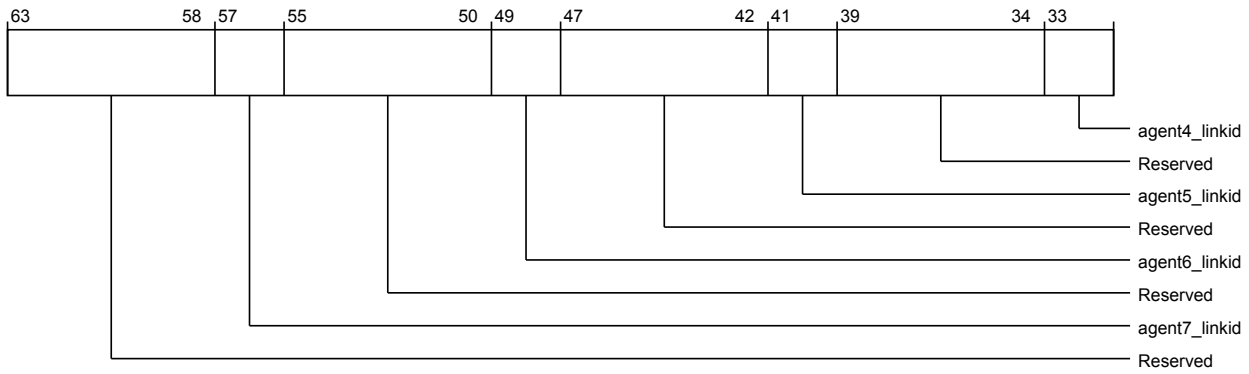 63 58 57 55 50 49 47 42 41 39 34 33
agent4_linkid
Reserved
agent5_linkid
Reserved
agent6_linkid
Reserved
agent7_linkid
Reserved